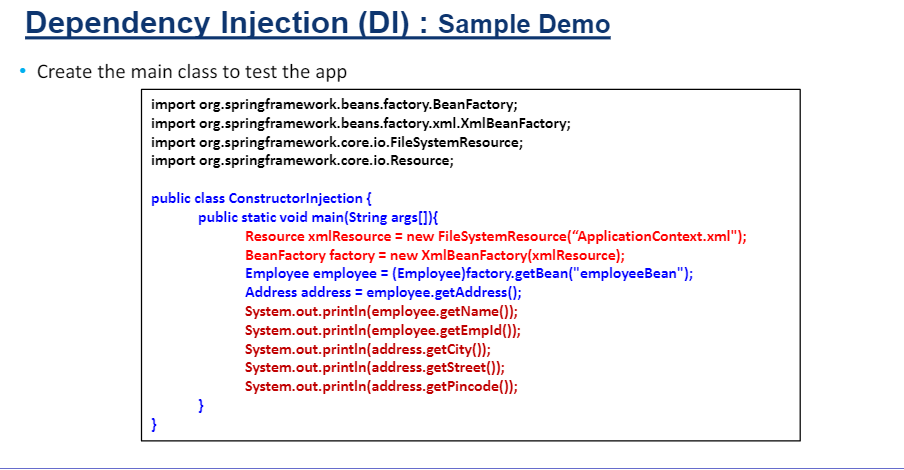 Dependency Injection (DI) : Sample Demo
• Create the main class to test the app
import org.springframework.beans.factory.BeanFactory;
import org.springframework.beans.factory.xml.XmlBeanFactory;
import org.springframework.core.io.FileSystemResource;
import org.springframework.core.io.Resource;
public class ConstructorInjection {
public static void main(String args[]){
Resource xmlResource = new FileSystemResource(“ApplicationContext.xml");
BeanFactory factory = new XmlBeanFactory(xmlResource);
Employee employee = (Employee)factory.getBean("employeeBean");
Address address = employee.getAddress();
System.out.println(employee.getName());
System.out.println(employee.getEmpId());
System.out.println(address.getCity());
System.out.println(address.getStreet());
System.out.println(address.getPincode());
}
}